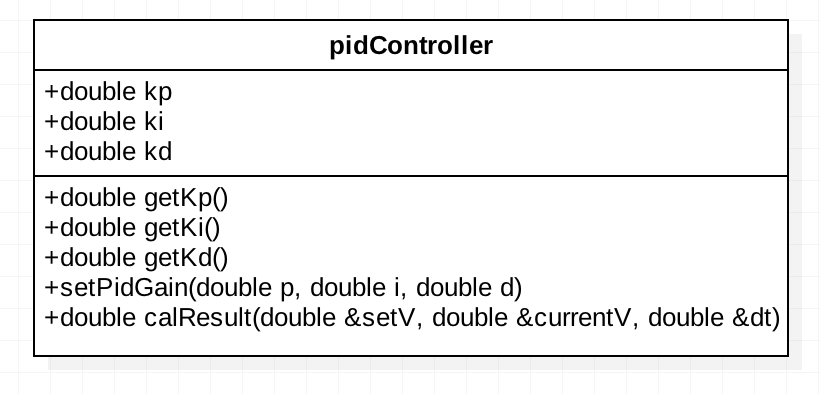 pidController
+double kp
+double ki
+double kd
+double getKp()
+double getKi()
+double getKd()
+setPidGain(double p, double i, double d)
+double calResult(double &setV, double &currentV, double &dt)